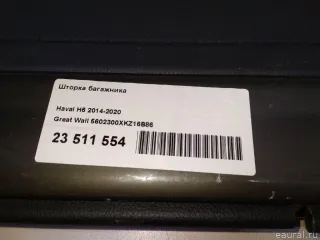 Шторка багажника
Haval H6 2014-2020
Great Wall 5602300XKZ16B86
23 511 554
eaural.ru